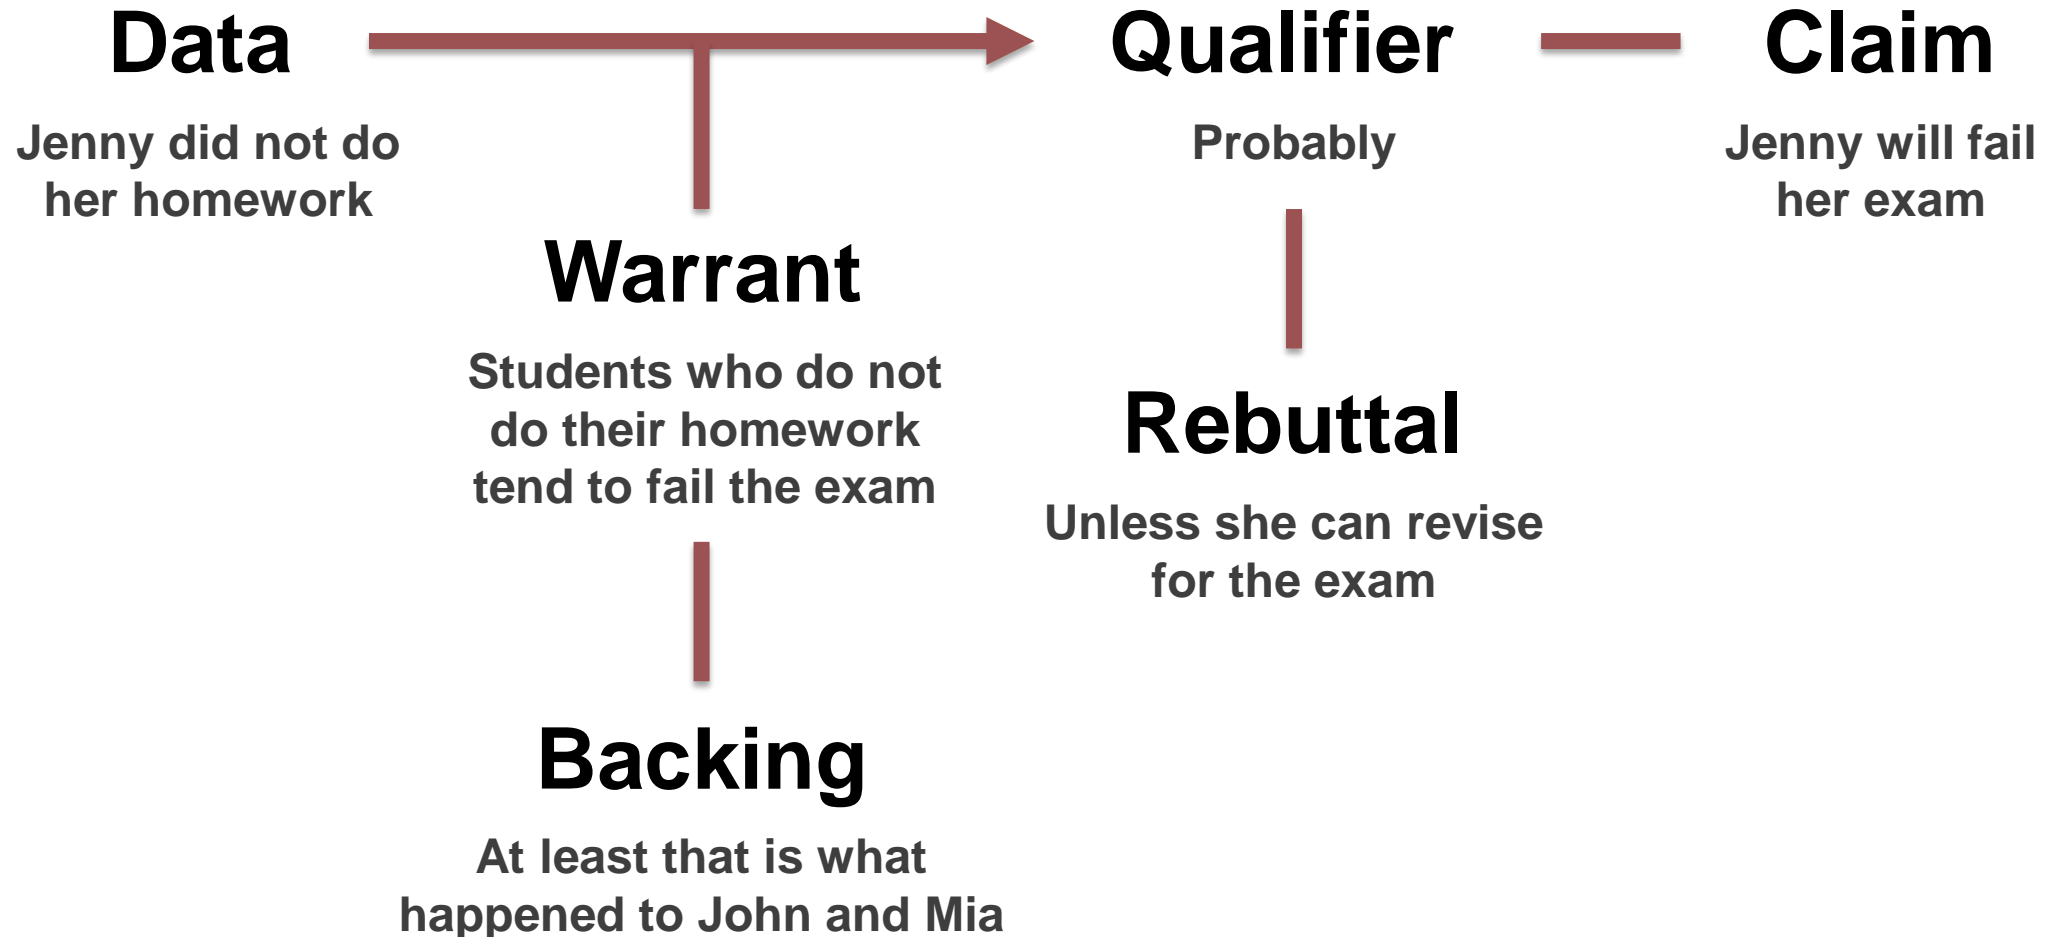 Data
Jenny did not do
her homework
Qualifier
Probably
Claim
Jenny will fail
her exam
Warrant
Students who do not
do their homework
tend to fail the exam
Rebuttal
Unless she can revise
for the exam
Backing
At least that is what
happened to John and Mia